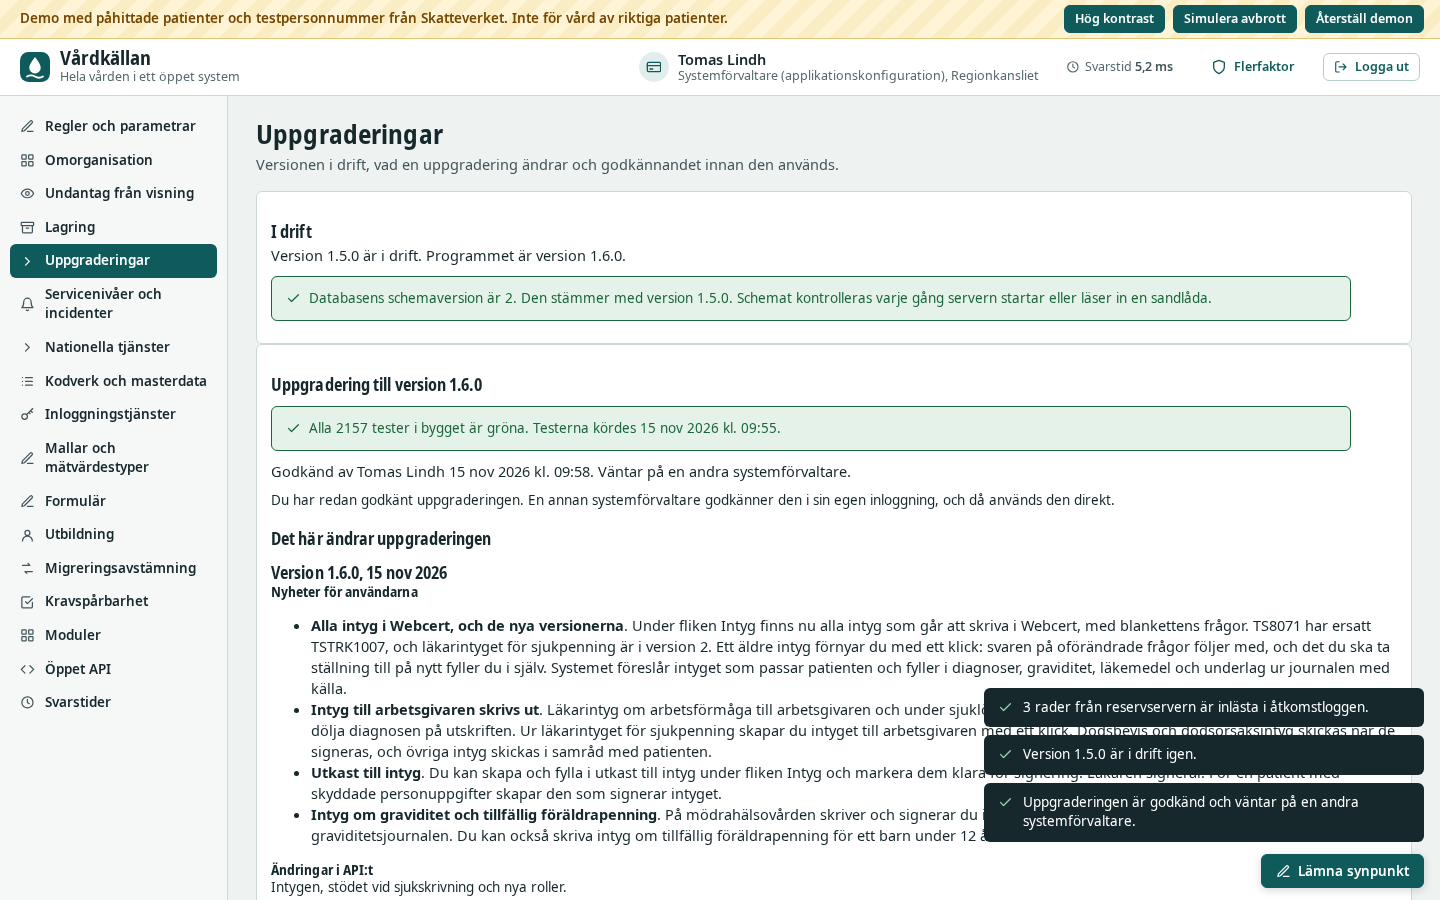 Demo med påhittade patienter och testpersonnummer från Skatteverket. Inte för vård av riktiga patienter.
Hög kontrast
Simulera avbrott
Återställ demon
Vårdkällan
Hela vården i ett öppet system
Tomas Lindh
Systemförvaltare (applikationskonfiguration), Regionkansliet
Svarstid 5,2 ms
Flerfaktor
Logga ut
Regler och parametrar
Omorganisation
Undantag från visning
Lagring
Uppgraderingar
Servicenivåer och
incidenter
Nationella tjänster
Kodverk och masterdata
Inloggningstjänster
Mallar och
mätvärdestyper
Formulär
Utbildning
Migreringsavstämning
Kravspårbarhet
Moduler
Öppet API
Svarstider
Uppgraderingar
Versionen i drift, vad en uppgradering ändrar och godkännandet innan den används.
I drift
Version 1.5.0 är i drift. Programmet är version 1.6.0.
Databasens schemaversion är 2. Den stämmer med version 1.5.0. Schemat kontrolleras varje gång servern startar eller läser in en sandlåda.
Uppgradering till version 1.6.0
Alla 2157 tester i bygget är gröna. Testerna kördes 15 nov 2026 kl. 09:55.
Godkänd av Tomas Lindh 15 nov 2026 kl. 09:58. Väntar på en andra systemförvaltare.
Du har redan godkänt uppgraderingen. En annan systemförvaltare godkänner den i sin egen inloggning, och då används den direkt.
Det här ändrar uppgraderingen
Version 1.6.0, 15 nov 2026
Nyheter för användarna
Alla intyg i Webcert, och de nya versionerna. Under fliken Intyg finns nu alla intyg som går att skriva i Webcert, med blankettens frågor. TS8071 har ersatt
TSTRK1007, och läkarintyget för sjukpenning är i version 2. Ett äldre intyg förnyar du med ett klick: svaren på oförändrade frågor följer med, och det du ska ta
ställning till på nytt fyller du i själv. Systemet föreslår intyget som passar patienten och fyller i diagnoser, graviditet, läkemedel och underlag ur journalen med
källa.
Intyg till arbetsgivaren skrivs ut. Läkarintyg om arbetsförmåga till arbetsgivaren och under
dölja diagnosen på utskriften. Ur läkarintyget för sjukpenning skapar du intyget till arbetsgivaren med ett klick. Dödsbevis och dödsorsaksintyg skickas när de
signeras, och övriga intyg skickas i samråd med patienten.
Utkast till intyg. Du kan skapa och fylla i utkast till intyg under fliken Intyg och markera dem klara för signering. Läkaren signerar. För en patient med
skyddade personuppgifter skapar den som signerar intyget.
Intyg om graviditet och tillfällig föräldrapenning. På mödrahälsovården skriver och signerar du
graviditetsjournalen. Du kan också skriva intyg om tillfällig föräldrapenning för ett barn under 12
Ändringar i API:t
Intygen, stödet vid sjukskrivning och nya roller.
3 rader från reservservern är inlästa i åtkomstloggen.
Version 1.5.0 är i drift igen.
Uppgraderingen är godkänd och väntar på en andra
systemförvaltare.
Lämna synpunkt